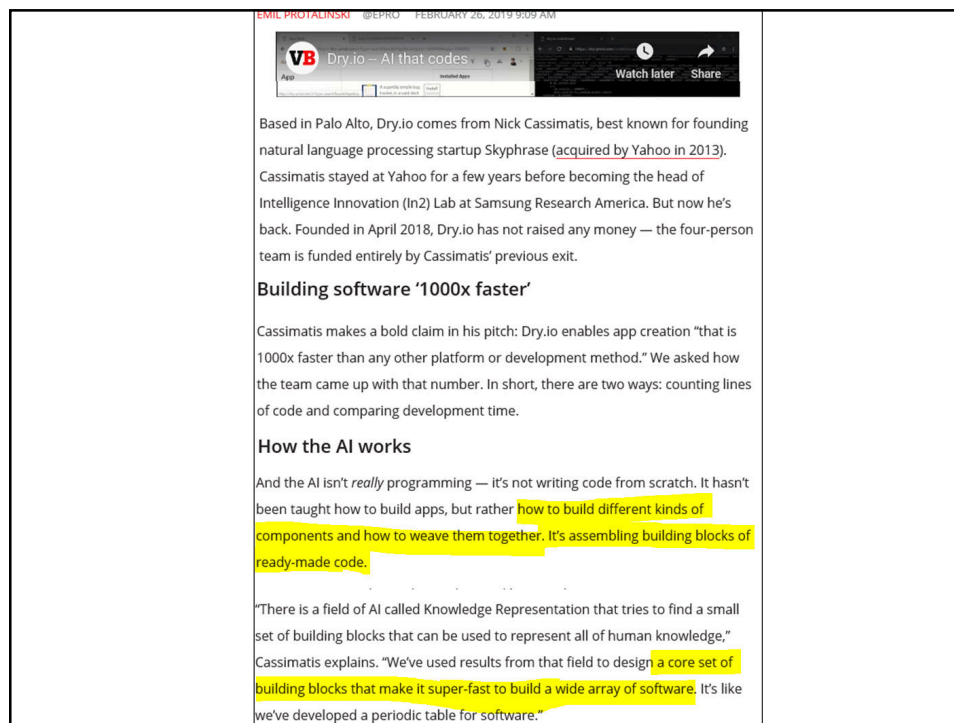 EMIL PROTALINSKI @EPRO FEBRUARY 26, 2019 9:09 AM
VB Dry.io – AI that codes
Watch later Share
App Installed Apps
Install
Based in Palo Alto, Dry.io comes from Nick Cassimatis, best known for founding
natural language processing startup Skyphrase (acquired by Yahoo in 2013).
Cassimatis stayed at Yahoo for a few years before becoming the head of
Intelligence Innovation (In2) Lab at Samsung Research America. But now he’s
back. Founded in April 2018, Dry.io has not raised any money — the four-person
team is funded entirely by Cassimatis’ previous exit.
Building software ‘1000x faster’
Cassimatis makes a bold claim in his pitch: Dry.io enables app creation “that is
1000x faster than any other platform or development method.” We asked how
the team came up with that number. In short, there are two ways: counting lines
of code and comparing development time.
How the AI works
And the AI isn’t really programming — it’s not writing code from scratch. It hasn’t
been taught how to build apps, but rather how to build different kinds of
components and how to weave them together. It’s assembling building blocks of
ready-made code.
“There is a field of AI called Knowledge Representation that tries to find a small
set of building blocks that can be used to represent all of human knowledge,”
Cassimatis explains. “We’ve used results from that field to design a core set of
building blocks that make it super-fast to build a wide array of software. It’s like
we’ve developed a periodic table for software.”